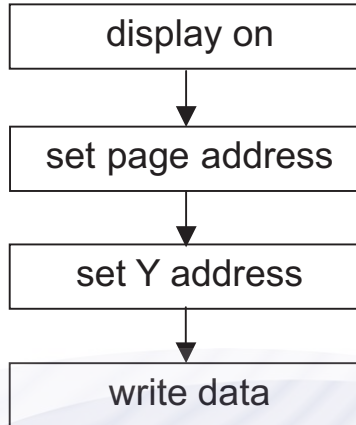 display on
set page address
set Y address
write data